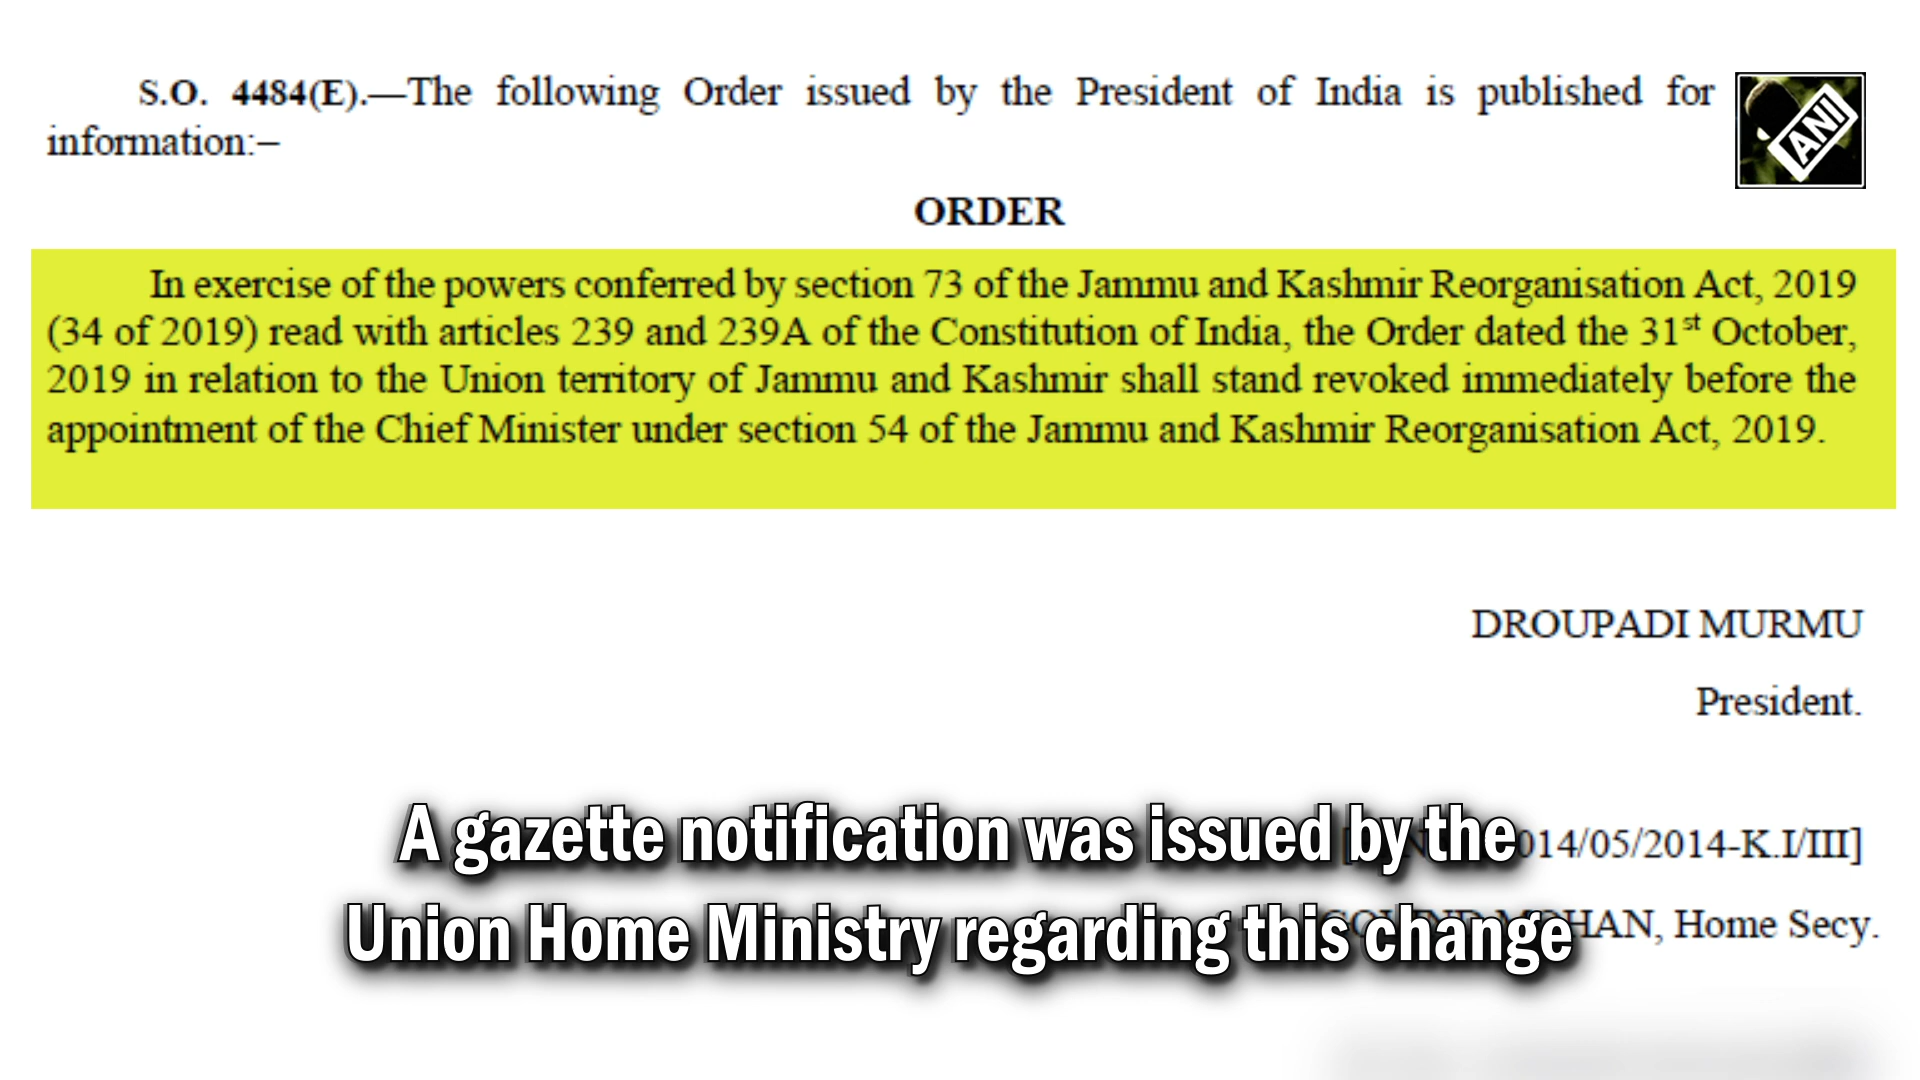 S.O. 4484(E).—The following Order issued by the President of India is published for
information:–
ANI
ORDER
In exercise of the powers conferred by section 73 of the Jammu and Kashmir Reorganisation Act, 2019
(34 of 2019) read with articles 239 and 239A of the Constitution of India, the Order dated the 31st October,
2019 in relation to the Union territory of Jammu and Kashmir shall stand revoked immediately before the
appointment of the Chief Minister under section 54 of the Jammu and Kashmir Reorganisation Act, 2019.
DROUPADI MURMU
President.
014/05/2014-K.I/III]
Home Secy.
A gazette notification was issued by the
Union Home Ministry regarding this change